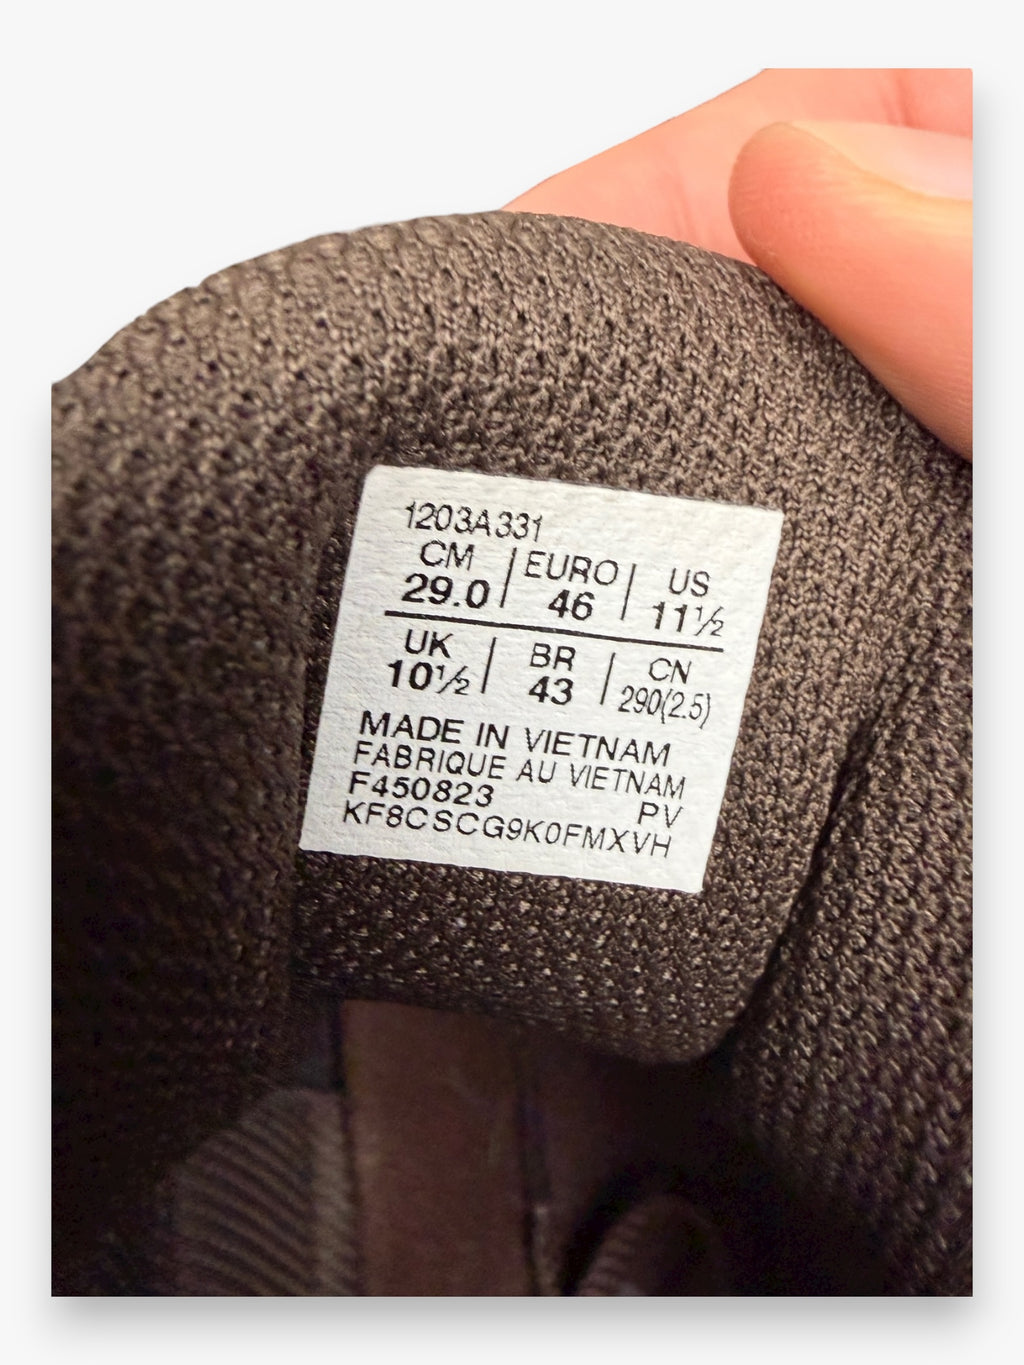 1203A331
CM | EURO | US
29.0 | 46 | 11½
UK | BR | CN
10½ | 43 | 290(2.5)
MADE IN VIETNAM
FABRIQUE AU VIETNAM
F450823 PV
KF8CSCG9K0FMXVH